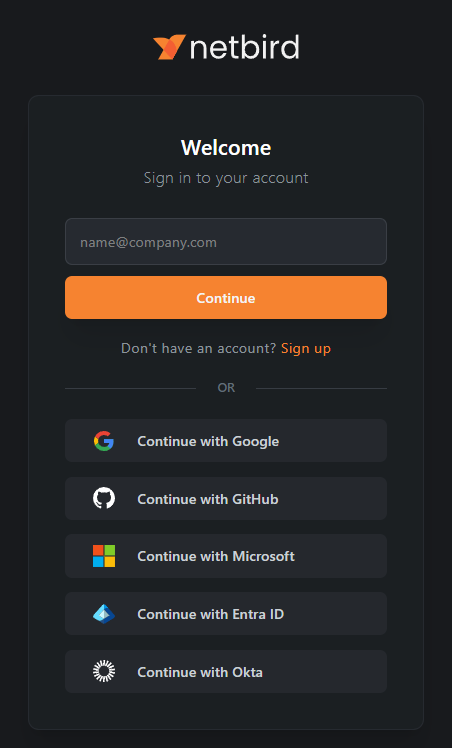 netbird
Welcome
Sign in to your account
name@company.com
Continue
Don't have an account? Sign up
OR
Continue with Google
Continue with GitHub
Continue with Microsoft
Continue with Entra ID
Continue with Okta